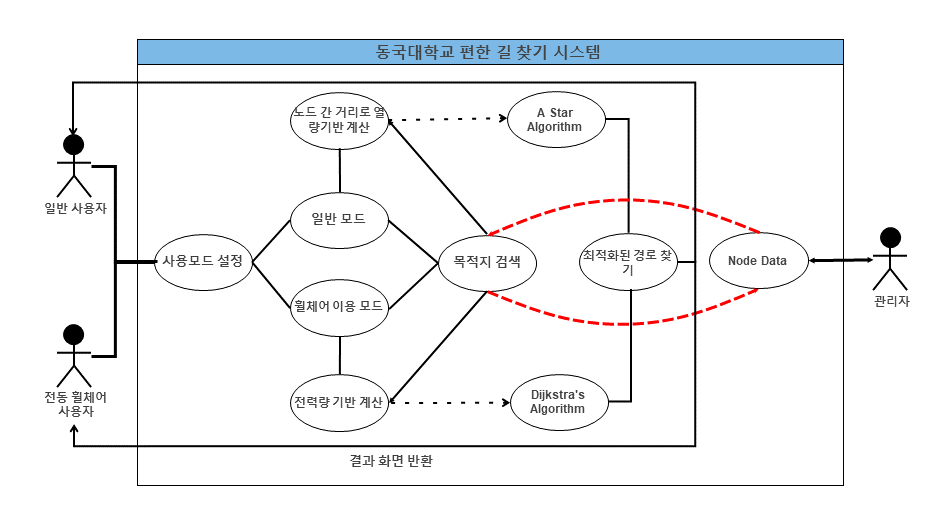 동국대학교 편한 길 찾기 시스템
노드 간 거리로 열
량기반 계산
A Star
Algorithm
일반 사용자
일반 모드
사용모드 설정
목적지 검색
최적화된 경로 찾
기
Node Data
관리자
휠체어 이용 모드
전동 휠체어
사용자
전력량 기반 계산
Dijkstra's
Algorithm
결과 화면 반환